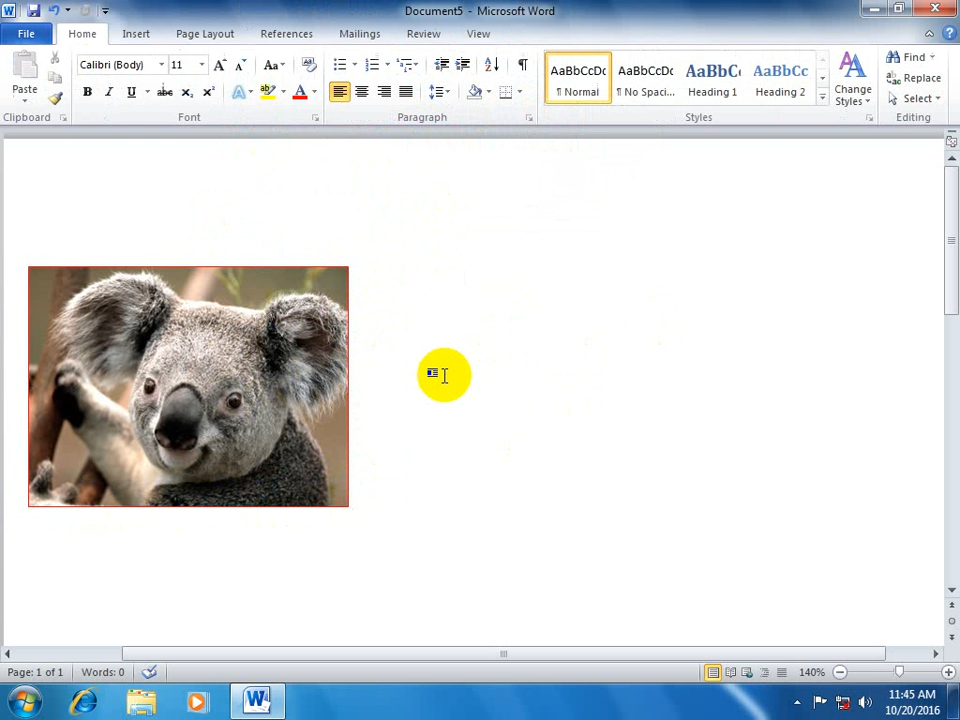 Document5 - Microsoft Word
File Home Insert Page Layout References Mailings Review View
Paste
Calibri (Body) 11
AaBbCcDc AaBbCcDc AaBbC AaBbCc
¶ Normal ¶ No Spaci... Heading 1 Heading 2
Change
Styles
Find
Replace
Select
Clipboard Font Paragraph Styles Editing
Page: 1 of 1 Words: 0 140%
11:45 AM
10/20/2016